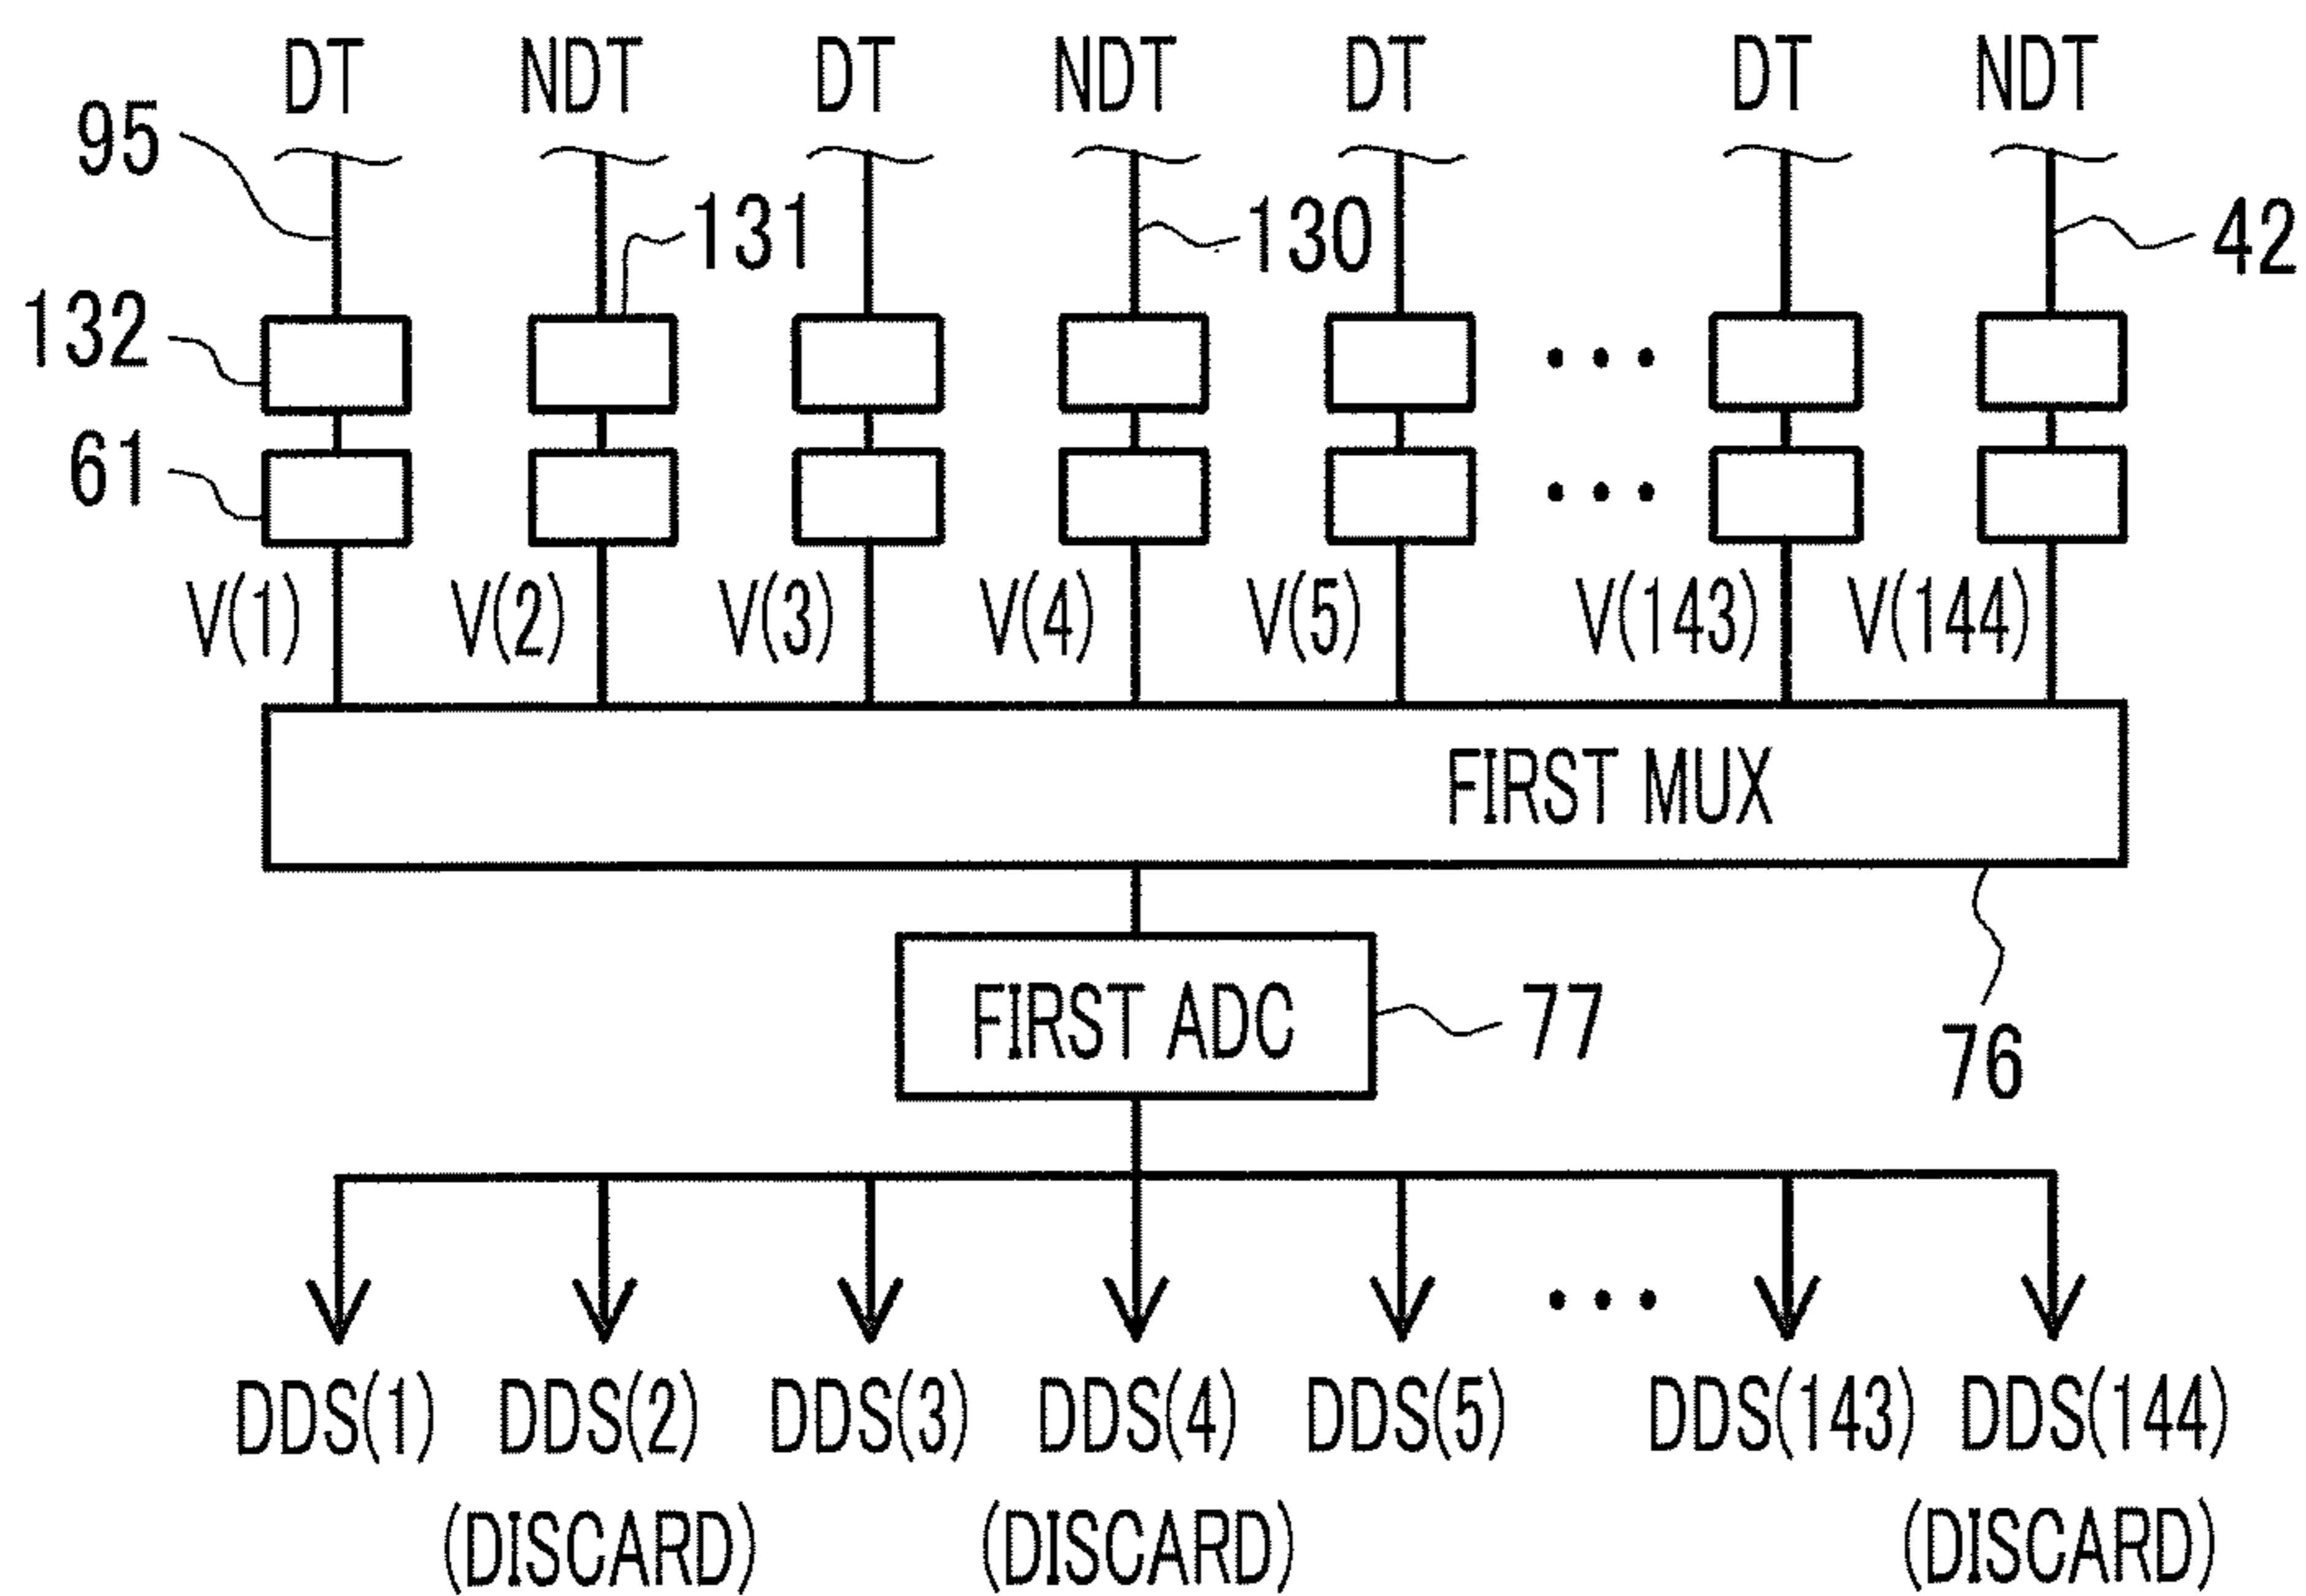 DT NDT DT NDT DT DT NDT
95
131 130 42
132
61
V(1) V(2) V(3) V(4) V(5) V(143) V(144)
FIRST MUX
FIRST ADC 77
76
DDS(1) DDS(2) DDS(3) DDS(4) DDS(5) DDS(143) DDS(144)
(DISCARD) (DISCARD) (DISCARD)